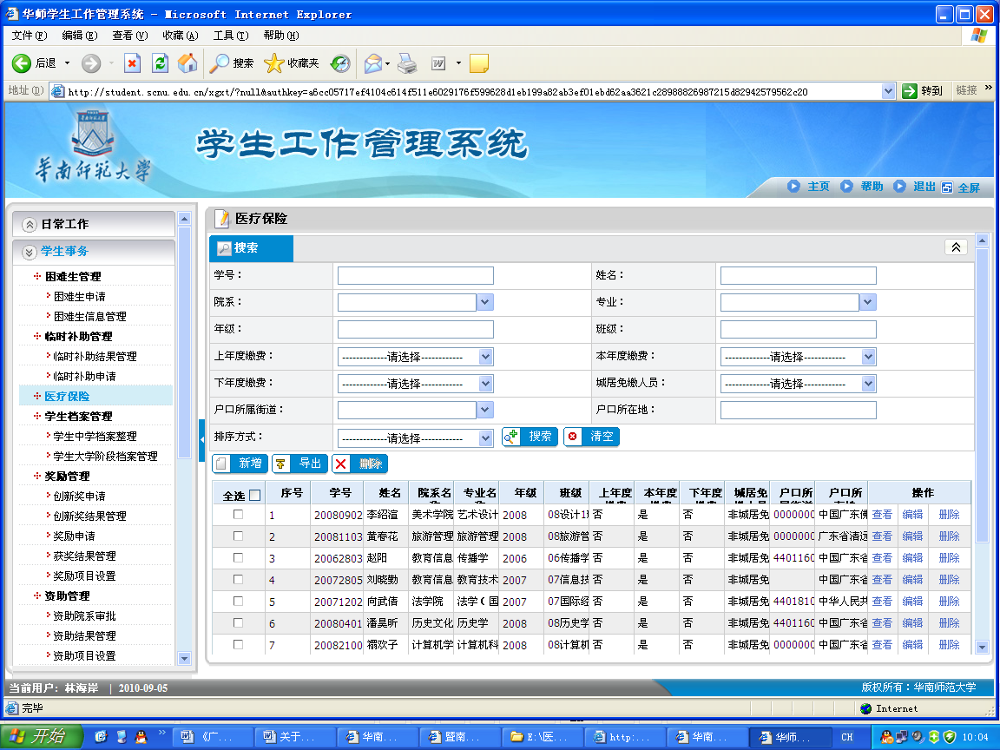 华师学生工作管理系统 - Microsoft Internet Explorer
文件(F) 编辑(E) 查看(V) 收藏(A) 工具(T) 帮助(H)
后退 搜索 收藏夹
地址(D) http://student.scnu.edu.cn/xgxt/?null&authkey=a6cc05717ef4104c614f511e6029176f599628d1eb199a82ab3ef01ebd62aa3621c28988826987215d82942579562c20 转到 链接 »
华南师范大学
学生工作管理系统
主页 帮助 退出 全屏
日常工作
学生事务
困难生管理
困难生申请
困难生信息管理
临时补助管理
临时补助结果管理
临时补助申请
医疗保险
学生档案管理
学生中学档案整理
学生大学阶段档案管理
奖励管理
创新奖申请
创新奖结果管理
奖励申请
获奖结果管理
奖励项目设置
资助管理
资助院系审批
资助结果管理
资助项目设置
医疗保险
搜索
学号： 姓名：
院系： 专业：
年级： 班级：
上年度缴费： -------------请选择------------ 本年度缴费： -------------请选择------------
下年度缴费： -------------请选择------------ 城居免缴人员： -------------请选择------------
户口所属街道： 户口所在地：
排序方式： -------------请选择------------ 搜索 清空
新增 导出 删除
全选 序号 学号 姓名 院系名 专业名 年级 班级 上年度 本年度 下年度 城居免 户口所 户口所 操作
1 20080902 李绍渲 美术学院 艺术设计 2008 08设计1 否 是 否 非城居免 0000000 中国广东佛 查看 编辑 删除
2 20081103 黄春花 旅游管理 旅游管理 2008 08旅游管 否 是 否 非城居免 0000000 广东省清远 查看 编辑 删除
3 20062803 赵阳 教育信息 传播学 2006 06传播学 否 是 否 非城居免 4401160 中国广东省 查看 编辑 删除
4 20072805 刘晓勤 教育信息 教育技术 2007 07信息技 否 是 否 非城居免 中国广东省 查看 编辑 删除
5 20071202 向武倩 法学院 法学（国 2007 07国际经 否 是 否 非城居免 4401810 中华人民共 查看 编辑 删除
6 20080401 潘昊昕 历史文化 历史学 2008 08历史学 否 是 否 非城居免 4401160 中国广东省 查看 编辑 删除
7 20082100 禤欢子 计算机学 计算机科 2008 08计算机 否 是 否 非城居免 0000000 中国广东省 查看 编辑 删除
当前用户：林海岸 | 2010-09-05 版权所有：华南师范大学
完毕 Internet
开始 » 《广... 关于... 华南... 暨南... E:\医... http:... 华南... 华师... CH 10:04